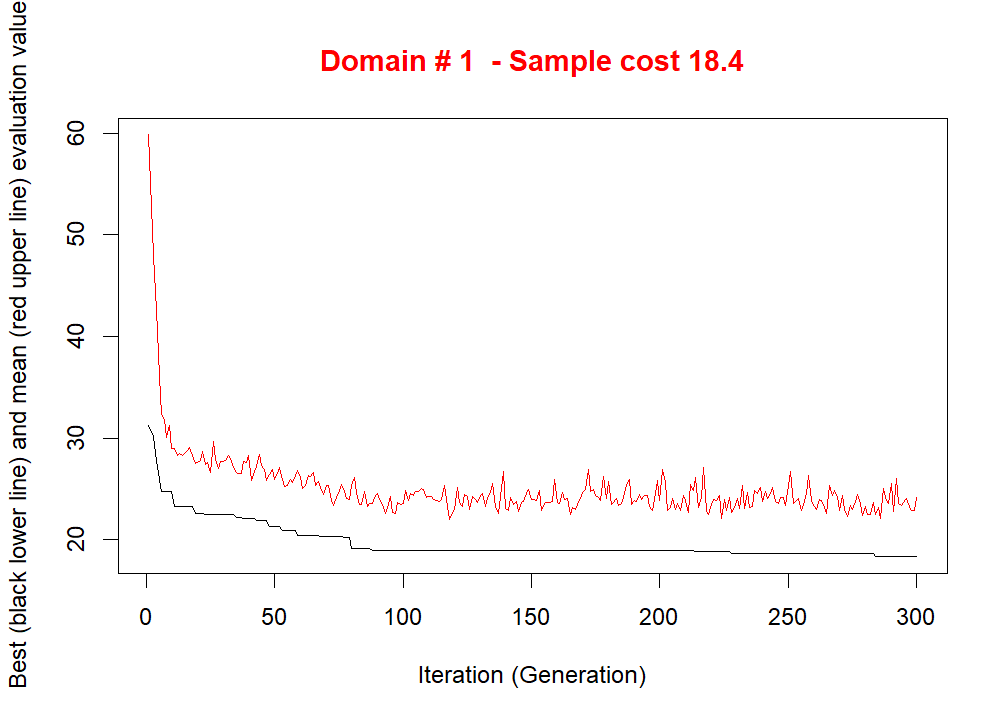 Domain # 1  - Sample cost 18.4
Best (black lower line) and mean (red upper line) evaluation value
60
50
40
30
20
0 50 100 150 200 250 300
Iteration (Generation)